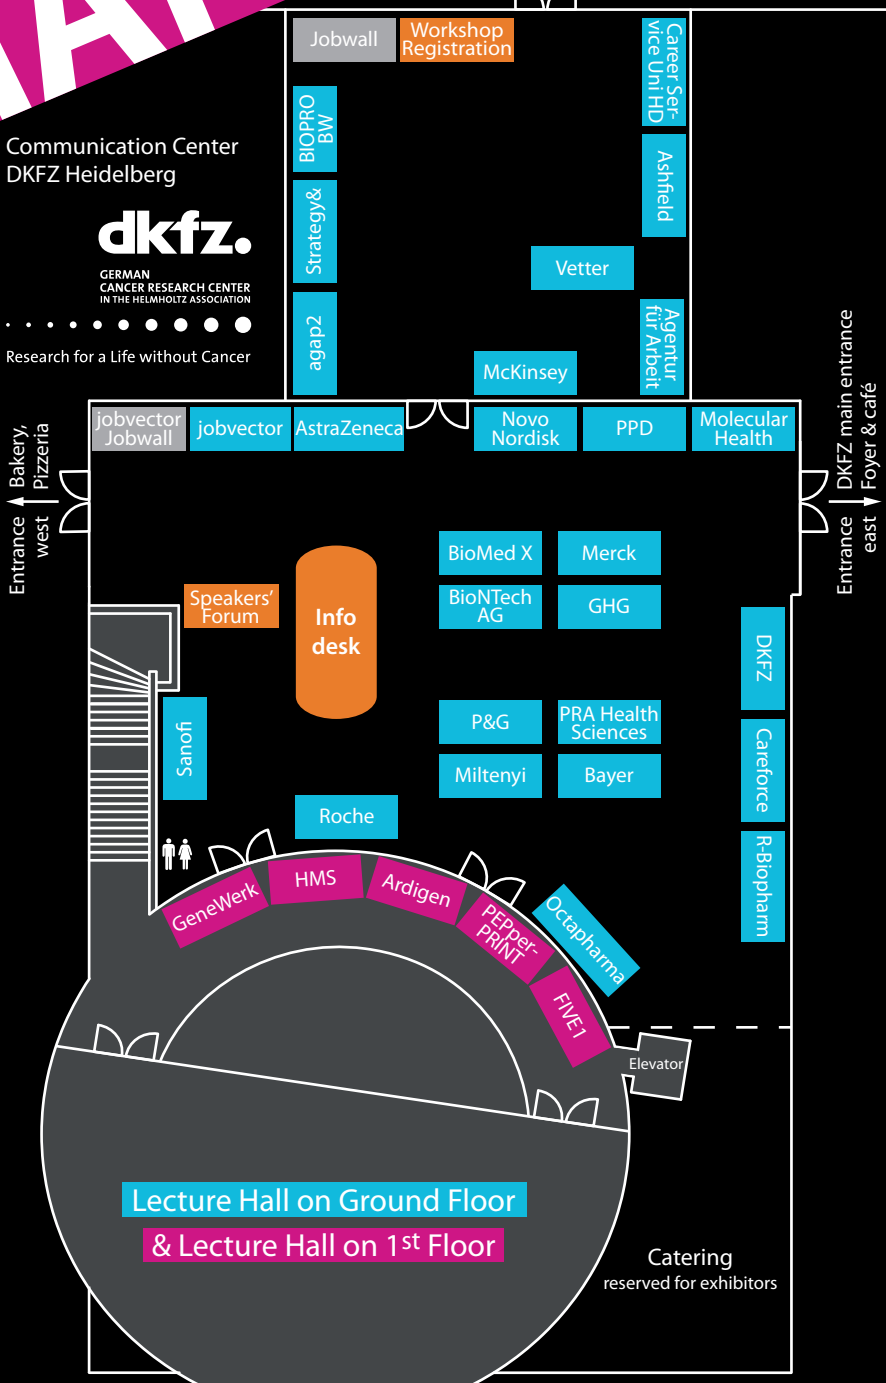 Jobwall
Workshop
Registration
Career Ser-
vice Uni HD
BIOPRO
BW
Communication Center
DKFZ Heidelberg
Ashfield
Strategy&
dkfz.
GERMAN
CANCER RESEARCH CENTER
IN THE HELMHOLTZ ASSOCIATION
Vetter
agap2
Agentur
für Arbeit
Research for a Life without Cancer
McKinsey
jobvector
Jobwall
jobvector
AstraZeneca
Novo
Nordisk
PPD
Molecular
Health
Bakery,
Pizzeria
Entrance
west
DKFZ main entrance
Foyer & café
Entrance
east
BioMed X
Merck
BioNTech
AG
GHG
Speakers'
Forum
Info
desk
DKFZ
Sanofi
P&G
PRA Health
Sciences
Careforce
Miltenyi
Bayer
Roche
R-Biopharm
GeneWerk
HMS
Ardigen
PEPper-
PRINT
Octapharma
FIVE1
Elevator
Lecture Hall on Ground Floor
& Lecture Hall on 1st Floor
Catering
reserved for exhibitors